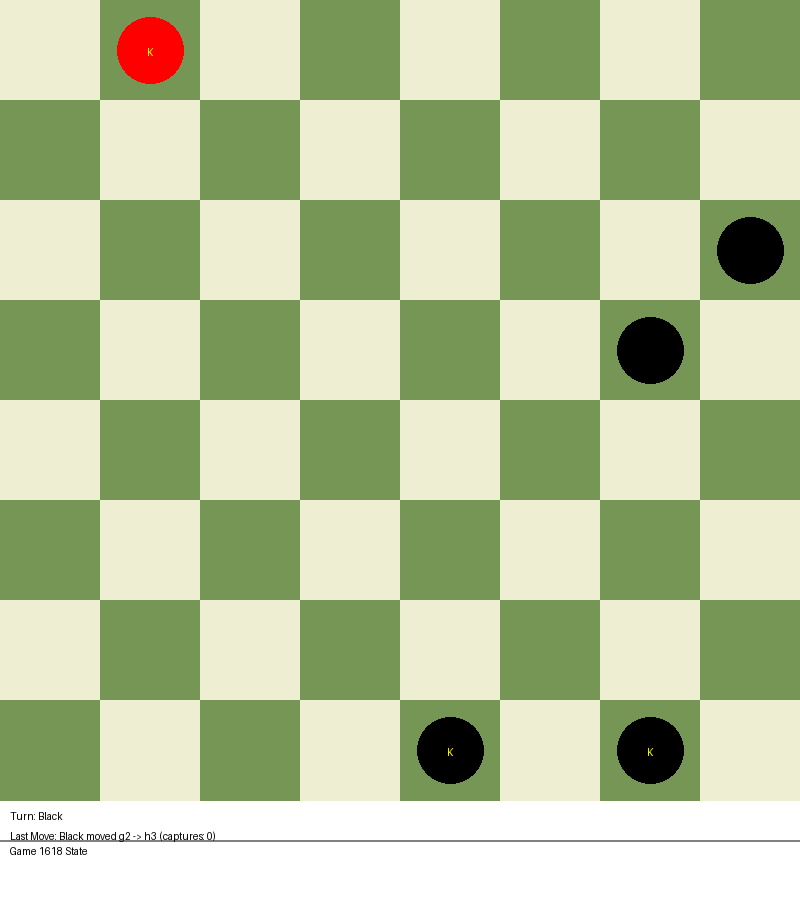 K
K
K
Turn: Black
Last Move: Black moved g2 -> h3 (captures: 0)
Game 1618 State